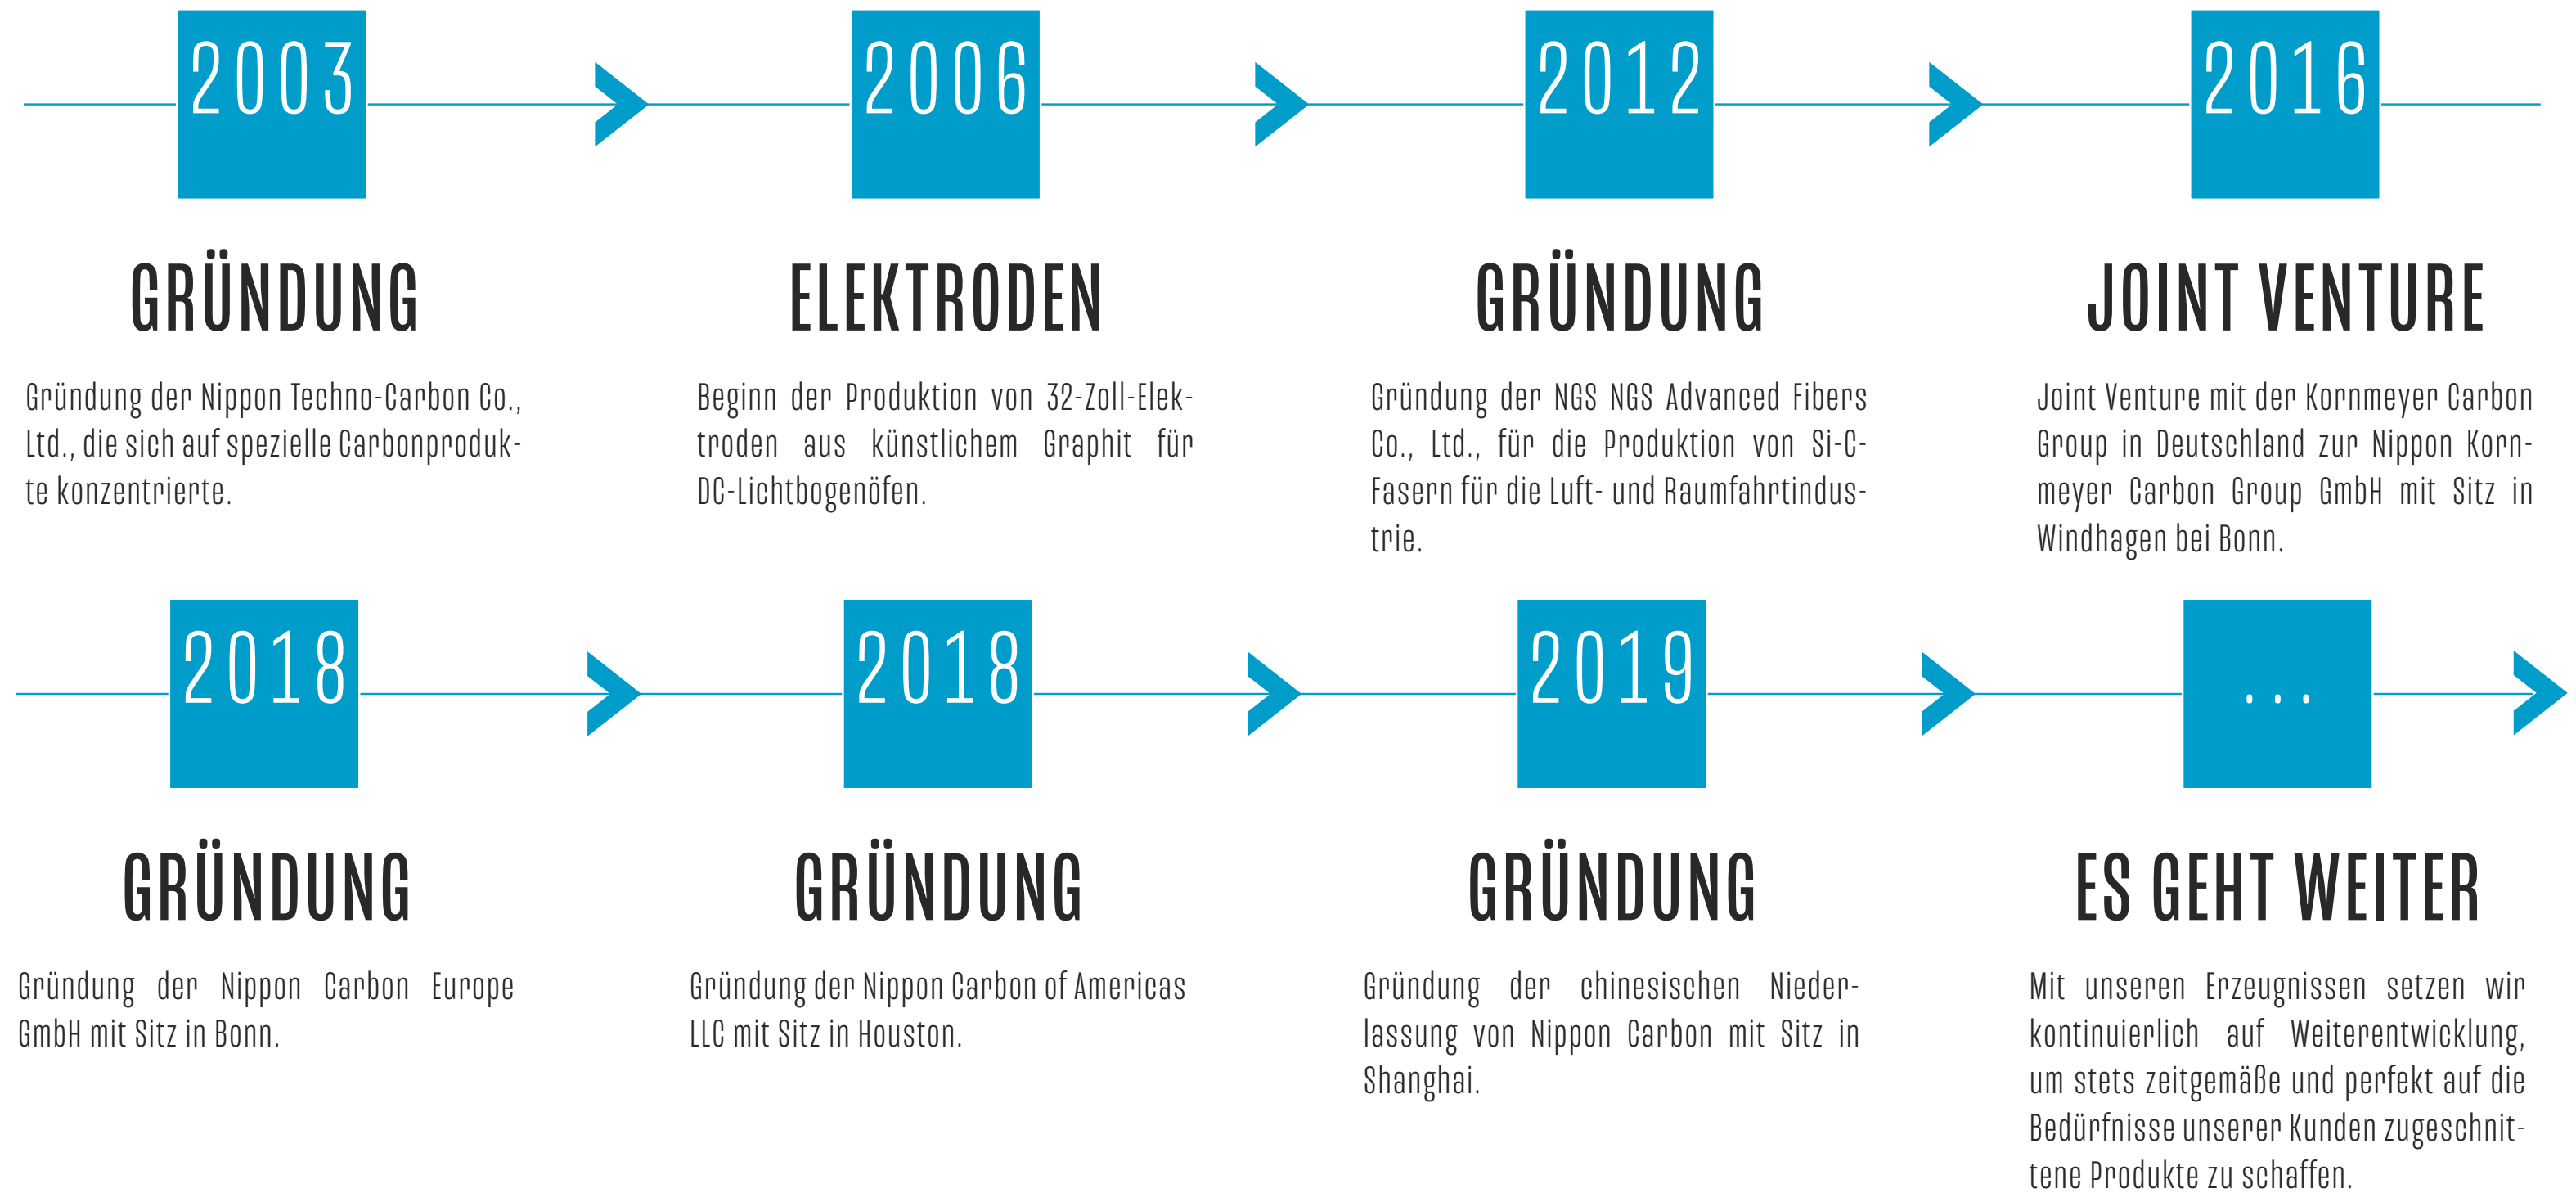 2003
GRÜNDUNG
Gründung der Nippon Techno-Carbon Co.,
Ltd., die sich auf spezielle Carbonproduk-
te konzentrierte.
2006
ELEKTRODEN
Beginn der Produktion von 32-Zoll-Elek-
troden aus künstlichem Graphit für
DC-Lichtbogenöfen.
2012
GRÜNDUNG
Gründung der NGS NGS Advanced Fibers
Co., Ltd., für die Produktion von Si-C-
Fasern für die Luft- und Raumfahrtindus-
trie.
2016
JOINT VENTURE
Joint Venture mit der Kornmeyer Carbon
Group in Deutschland zur Nippon Korn-
meyer Carbon Group GmbH mit Sitz in
Windhagen bei Bonn.
2018
GRÜNDUNG
Gründung der Nippon Carbon Europe
GmbH mit Sitz in Bonn.
2018
GRÜNDUNG
Gründung der Nippon Carbon of Americas
LLC mit Sitz in Houston.
2019
GRÜNDUNG
Gründung der chinesischen Nieder-
lassung von Nippon Carbon mit Sitz in
Shanghai.
...
ES GEHT WEITER
Mit unseren Erzeugnissen setzen wir
kontinuierlich auf Weiterentwicklung,
um stets zeitgemäße und perfekt auf die
Bedürfnisse unserer Kunden zugeschnit-
tene Produkte zu schaffen.